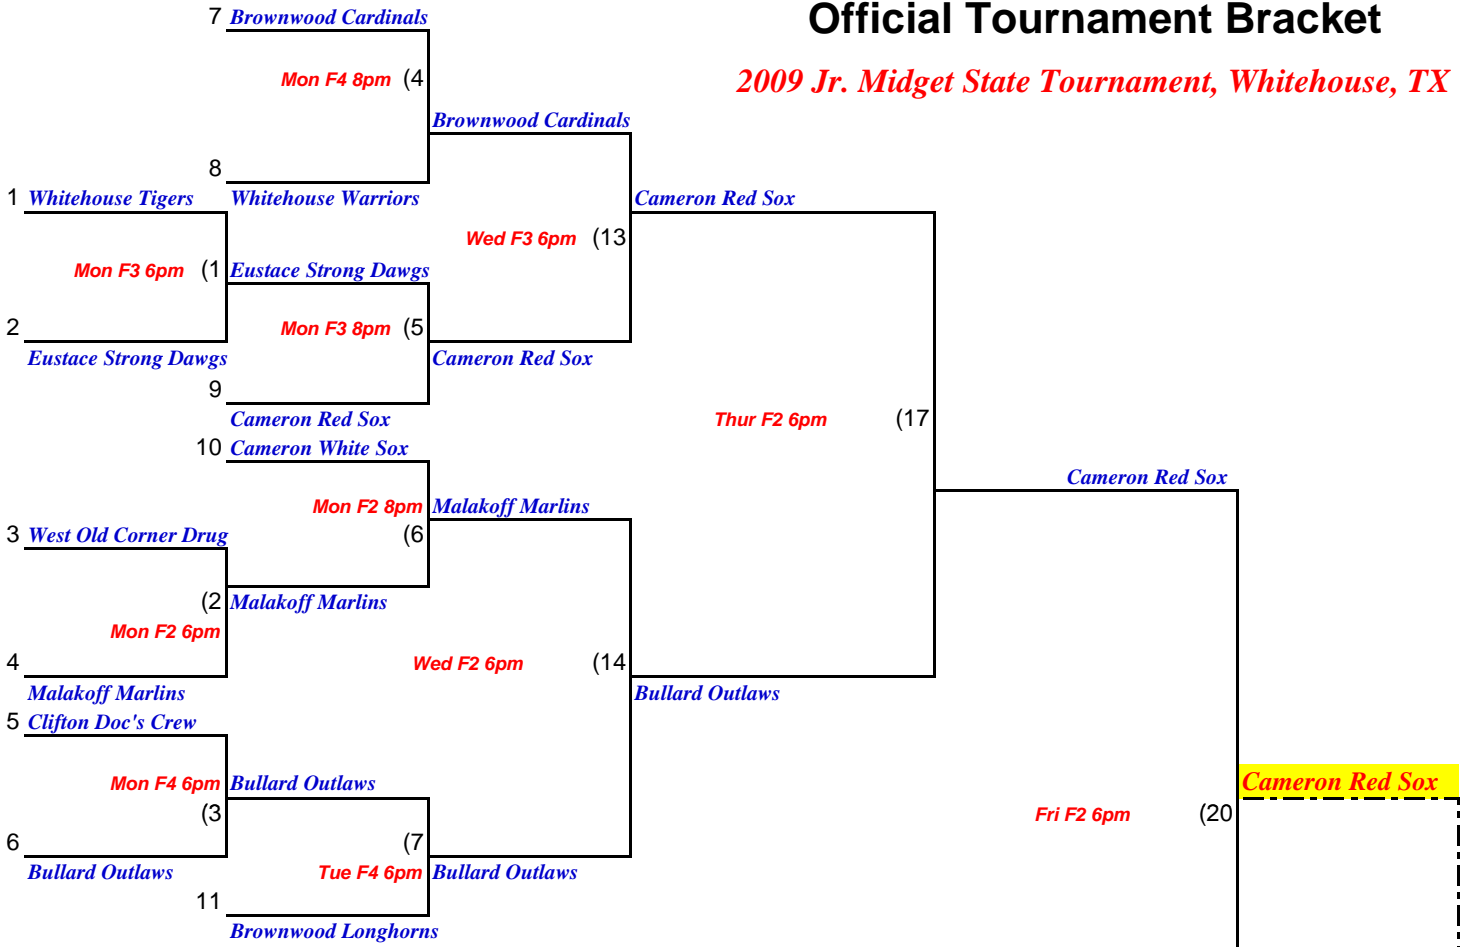 Official Tournament Bracket
7 Brownwood Cardinals
2009 Jr. Midget State Tournament, Whitehouse, TX
Mon F4 8pm (4
Brownwood Cardinals
8
1 Whitehouse Tigers
Whitehouse Warriors
Cameron Red Sox
Wed F3 6pm (13
Mon F3 6pm (1
Eustace Strong Dawgs
2
Mon F3 8pm (5
Eustace Strong Dawgs
Cameron Red Sox
9
Cameron Red Sox
Thur F2 6pm (17
10 Cameron White Sox
Cameron Red Sox
Mon F2 8pm
Malakoff Marlins
3 West Old Corner Drug
(6
(2
Malakoff Marlins
Mon F2 6pm
4
Wed F2 6pm (14
Malakoff Marlins
Bullard Outlaws
5 Clifton Doc's Crew
Mon F4 6pm
Bullard Outlaws
Cameron Red Sox
(3
Fri F2 6pm (20
6
(7
Bullard Outlaws
Tue F4 6pm
Bullard Outlaws
11
Brownwood Longhorns